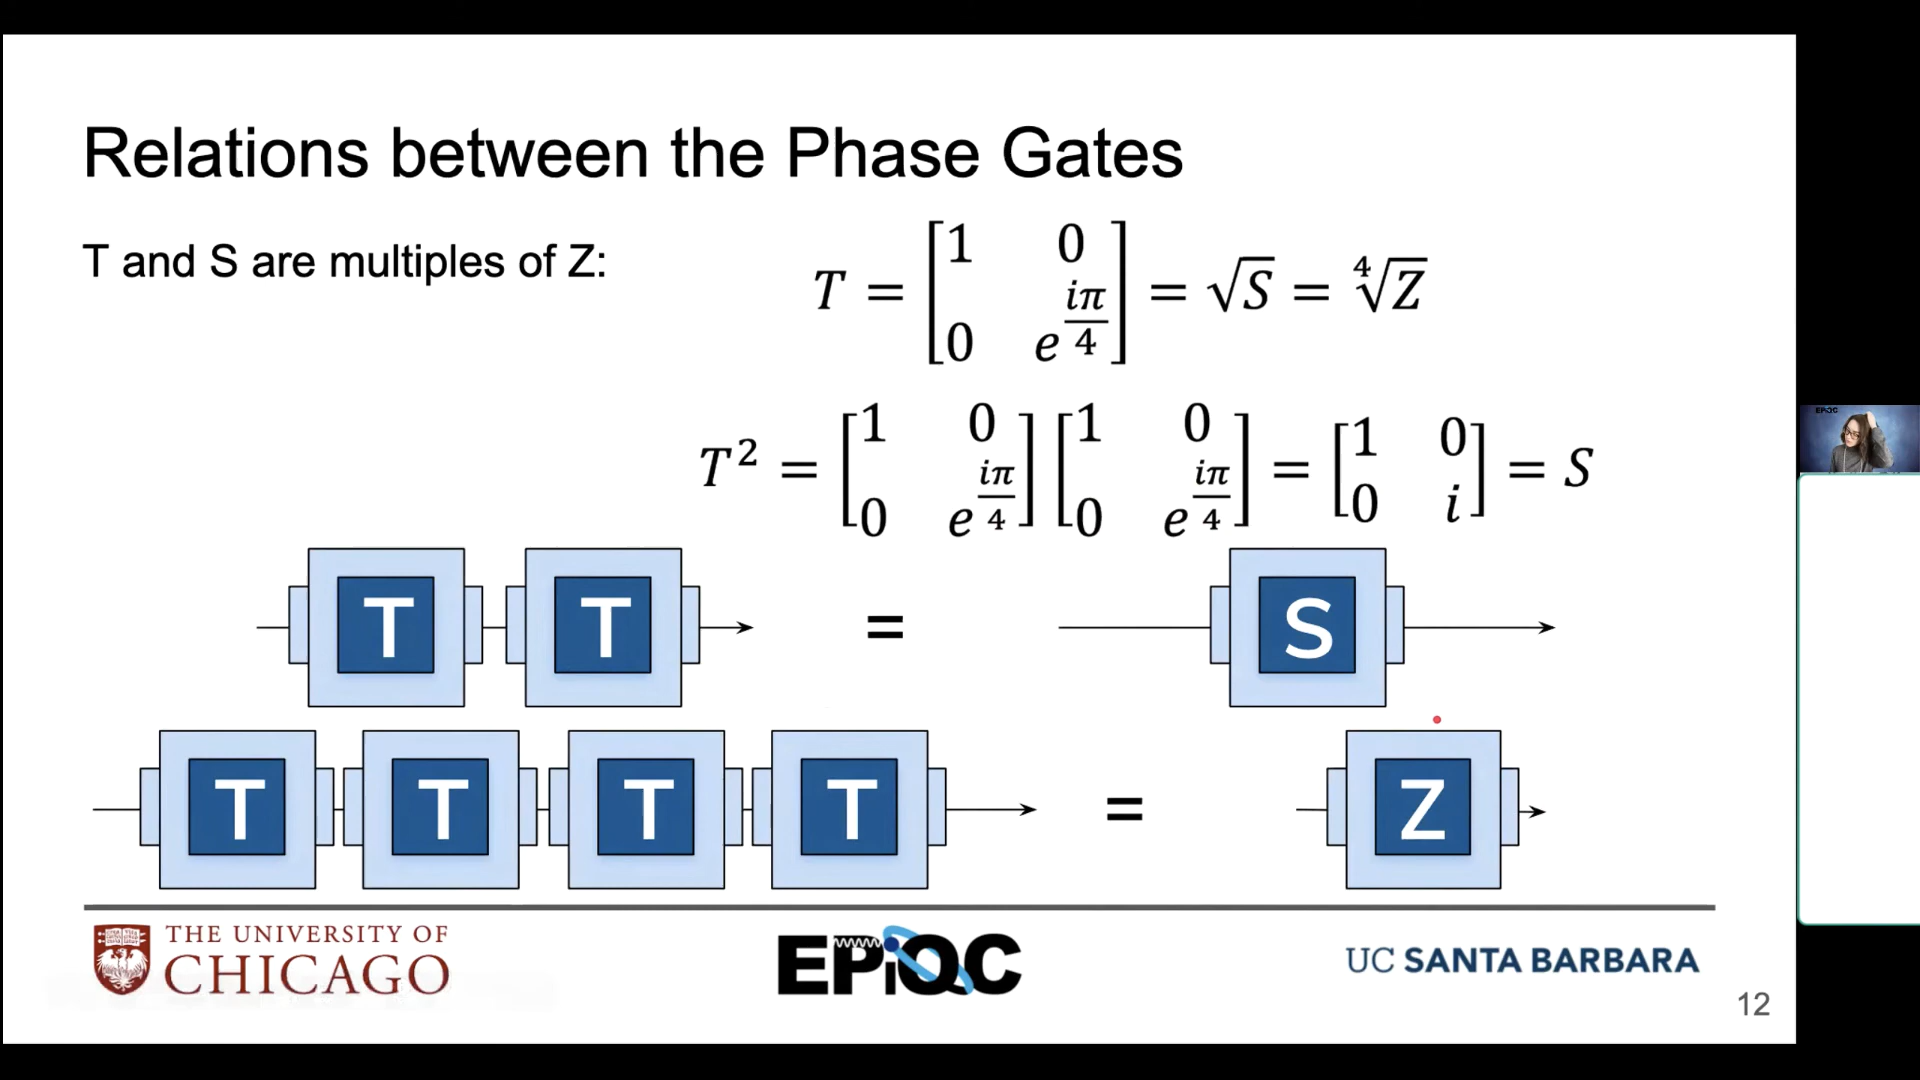 Relations between the Phase Gates
T and S are multiples of Z:
T = [1 0 0 e^{iπ/4}] = √S = ∜Z
T² = [1 0 0 e^{iπ/4}] [1 0 0 e^{iπ/4}] = [1 0 0 i] = S
T T = S
T T T T = Z
THE UNIVERSITY OF
CHICAGO
EPiQC
UC SANTA BARBARA
12
EPiQC